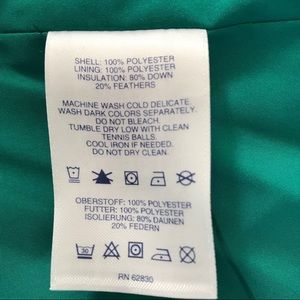 SHELL: 100% POLYESTER
LINING: 100% POLYESTER
INSULATION: 80% DOWN
20% FEATHERS
MACHINE WASH COLD DELICATE.
WASH DARK COLORS SEPARATELY.
DO NOT BLEACH.
TUMBLE DRY LOW WITH CLEAN
TENNIS BALLS.
COOL IRON IF NEEDED.
DO NOT DRY CLEAN.
OBERSTOFF: 100% POLYESTER
FUTTER: 100% POLYESTER
ISOLIERUNG: 80% DAUNEN
20% FEDERN
30
RN 62830